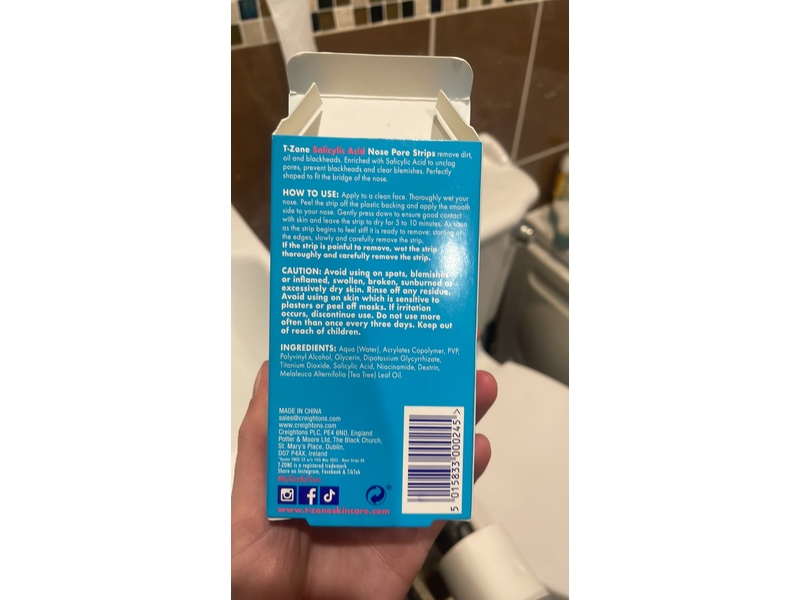 T-Zone Salicylic Acid Nose Pore Strips remove dirt,
oil and blackheads. Enriched with Salicylic Acid to unclog
pores, prevent blackheads and clear blemishes. Perfectly
shaped to fit the bridge of the nose.
HOW TO USE: Apply to a clean face. Thoroughly wet your
nose. Peel the strip off the plastic backing and apply the smooth
side to your nose. Gently press down to ensure good contact
with skin and leave the strip to dry for 5 to 10 minutes. As soon
as the strip begins to feel stiff it is ready to remove: starting at
the edges, slowly and carefully remove the strip.
If the strip is painful to remove, wet the strip
thoroughly and carefully remove the strip.
CAUTION: Avoid using on spots, blemishes
or inflamed, swollen, broken, sunburned or
excessively dry skin. Rinse off any residue.
Avoid using on skin which is sensitive to
plasters or peel off masks. If irritation
occurs, discontinue use. Do not use more
often than once every three days. Keep out
of reach of children.
INGREDIENTS: Aqua (Water), Acrylates Copolymer, PVP,
Polyvinyl Alcohol, Glycerin, Dipotassium Glycyrrhizate,
Titanium Dioxide, Salicylic Acid, Niacinamide, Dextrin,
Melaleuca Alternifolia (Tea Tree) Leaf Oil.
MADE IN CHINA
sales@creightons.com
www.creightons.com
Creightons PLC, PE4 6ND, England
Potter & Moore Ltd, The Black Church,
St. Mary's Place, Dublin,
D07 P4AX, Ireland
T-ZONE is a registered trademark
Share on Instagram, Facebook & TikTok
www.t-zoneskincare.com
5 015833 000245 >